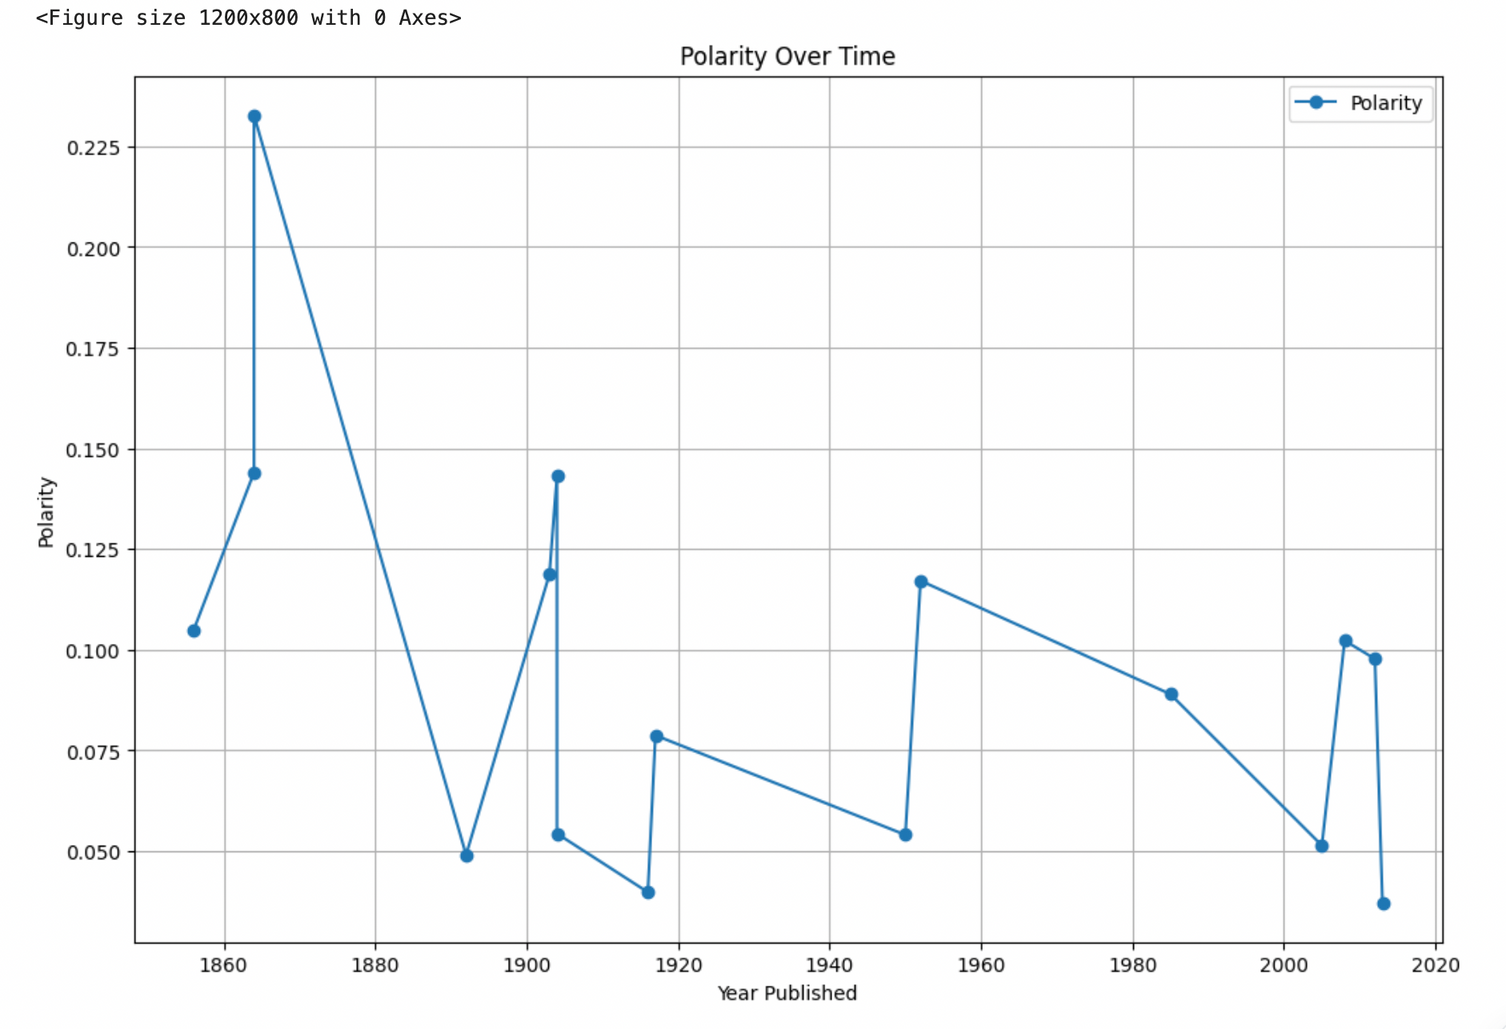 <Figure size 1200x800 with 0 Axes>
Polarity Over Time
Polarity
0.225
0.200
0.175
0.150
0.125
0.100
0.075
0.050
Polarity
1860 1880 1900 1920 1940 1960 1980 2000 2020
Year Published